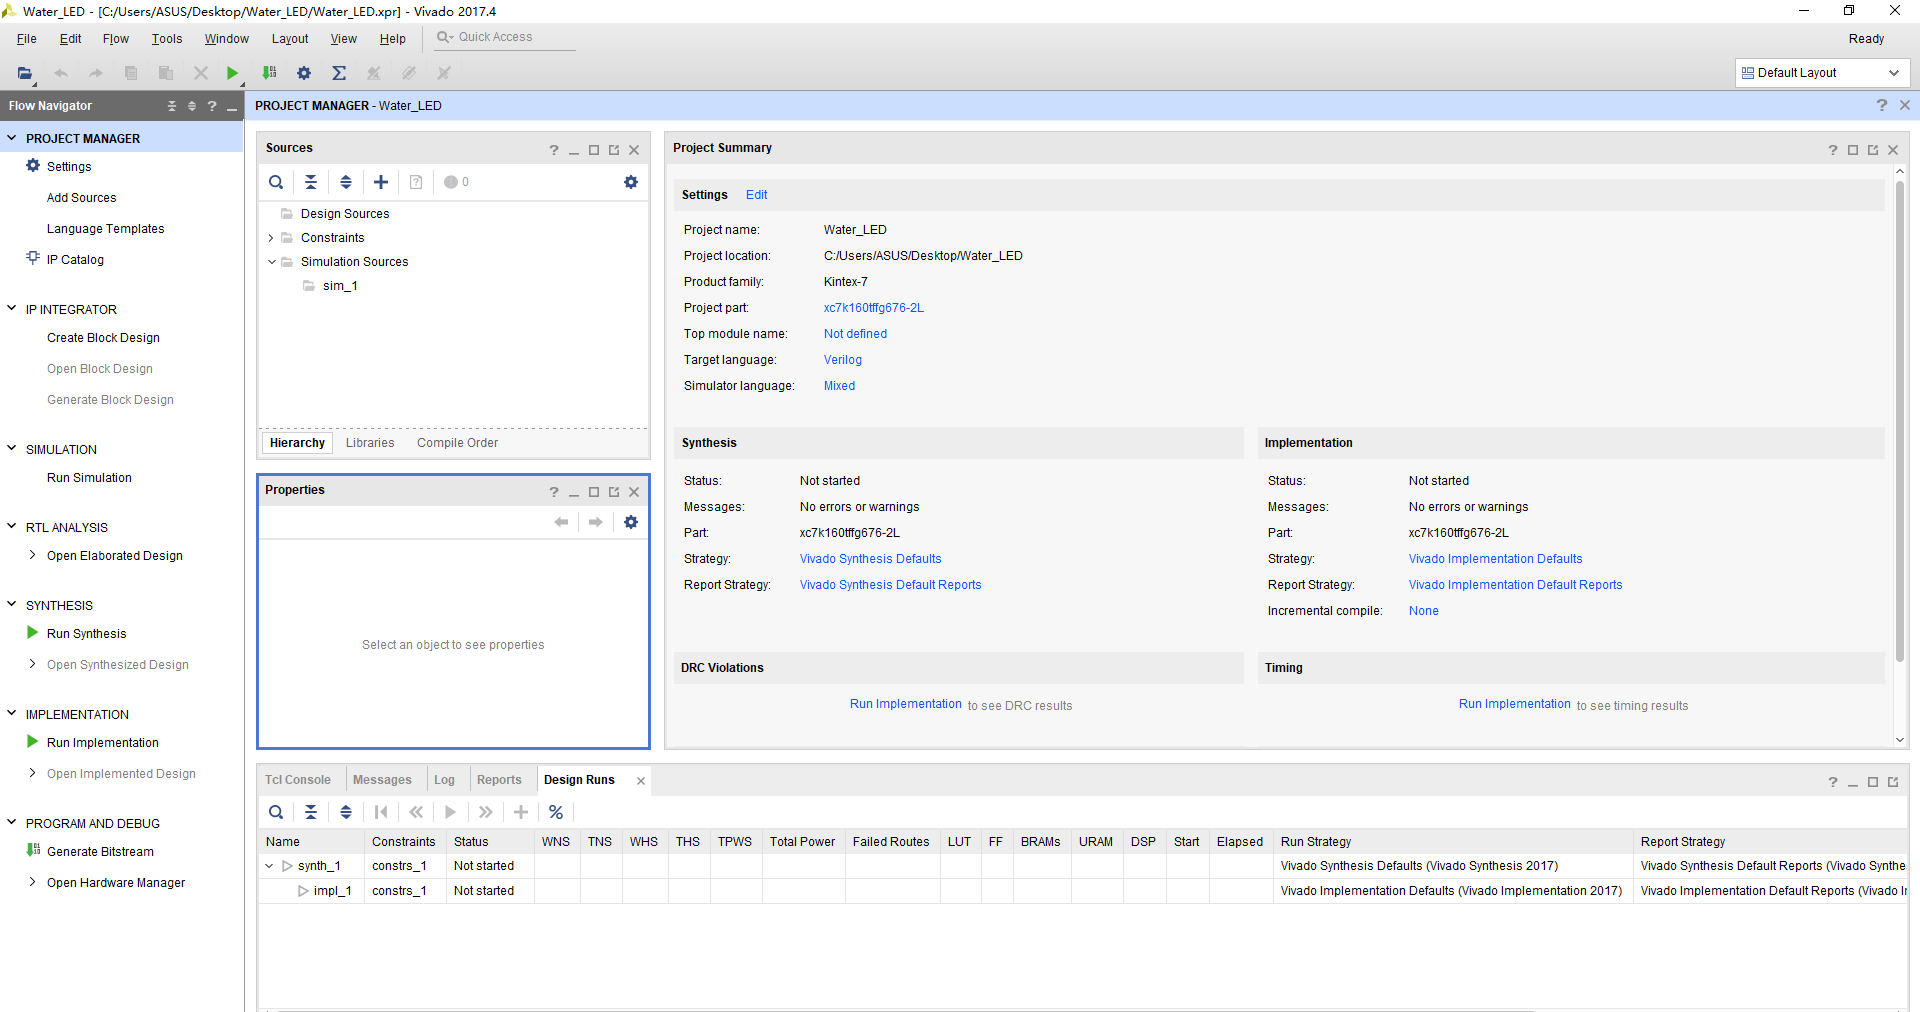 Water_LED - [C:/Users/ASUS/Desktop/Water_LED/Water_LED.xpr] - Vivado 2017.4
File Edit Flow Tools Window Layout View Help Quick Access Ready
Default Layout
Flow Navigator
PROJECT MANAGER
Settings
Add Sources
Language Templates
IP Catalog
IP INTEGRATOR
Create Block Design
Open Block Design
Generate Block Design
SIMULATION
Run Simulation
RTL ANALYSIS
Open Elaborated Design
SYNTHESIS
Run Synthesis
Open Synthesized Design
IMPLEMENTATION
Run Implementation
Open Implemented Design
PROGRAM AND DEBUG
Generate Bitstream
Open Hardware Manager
PROJECT MANAGER - Water_LED
Sources
0
Design Sources
Constraints
Simulation Sources
sim_1
Hierarchy Libraries Compile Order
Properties
Select an object to see properties
Project Summary
Settings Edit
Project name: Water_LED
Project location: C:/Users/ASUS/Desktop/Water_LED
Product family: Kintex-7
Project part: xc7k160tffg676-2L
Top module name: Not defined
Target language: Verilog
Simulator language: Mixed
Synthesis
Status: Not started
Messages: No errors or warnings
Part: xc7k160tffg676-2L
Strategy: Vivado Synthesis Defaults
Report Strategy: Vivado Synthesis Default Reports
Implementation
Status: Not started
Messages: No errors or warnings
Part: xc7k160tffg676-2L
Strategy: Vivado Implementation Defaults
Report Strategy: Vivado Implementation Default Reports
Incremental compile: None
DRC Violations
Run Implementation to see DRC results
Timing
Run Implementation to see timing results
Tcl Console Messages Log Reports Design Runs
Name Constraints Status WNS TNS WHS THS TPWS Total Power Failed Routes LUT FF BRAMs URAM DSP Start Elapsed Run Strategy Report Strategy
synth_1 constrs_1 Not started Vivado Synthesis Defaults (Vivado Synthesis 2017) Vivado Synthesis Default Reports (Vivado Synthe
impl_1 constrs_1 Not started Vivado Implementation Defaults (Vivado Implementation 2017) Vivado Implementation Default Reports (Vivado I